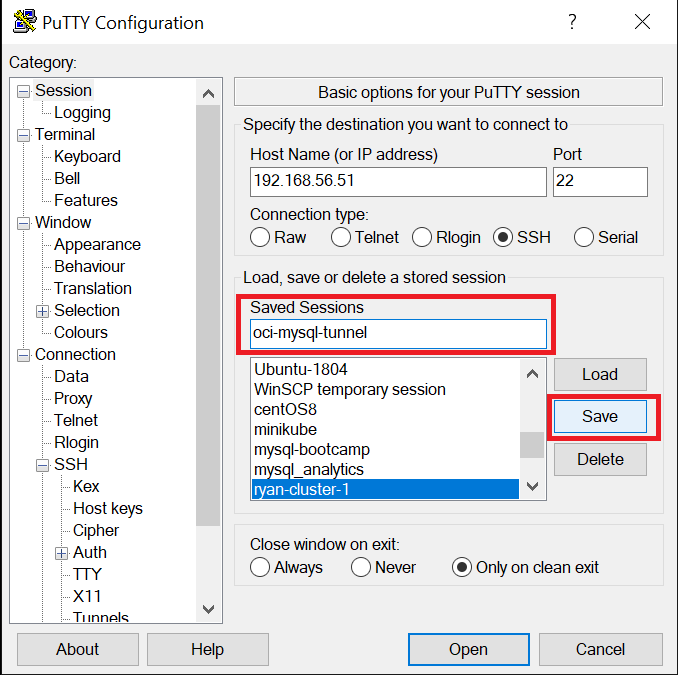 PuTTY Configuration
?
Category:
Session
Logging
Terminal
Keyboard
Bell
Features
Window
Appearance
Behaviour
Translation
Selection
Colours
Connection
Data
Proxy
Telnet
Rlogin
SSH
Kex
Host keys
Cipher
Auth
TTY
X11
Tunnels
Basic options for your PuTTY session
Specify the destination you want to connect to
Host Name (or IP address) Port
192.168.56.51 22
Connection type:
Raw Telnet Rlogin SSH Serial
Load, save or delete a stored session
Saved Sessions
oci-mysql-tunnel
Ubuntu-1804
WinSCP temporary session
centOS8
minikube
mysql-bootcamp
mysql_analytics
ryan-cluster-1
Load
Save
Delete
Close window on exit:
Always Never Only on clean exit
About Help Open Cancel